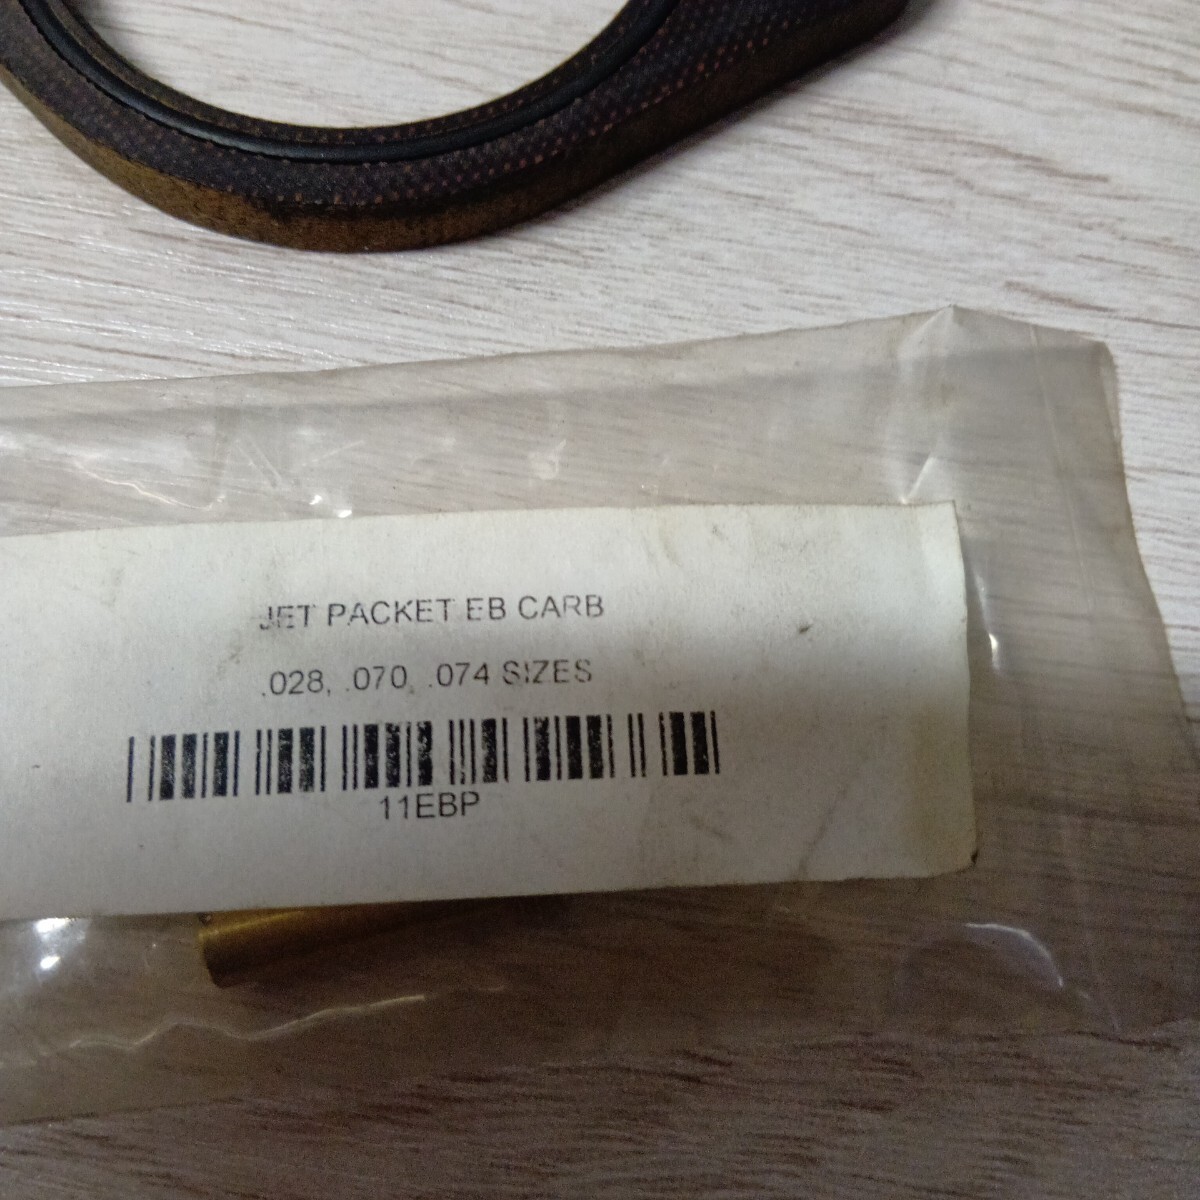 JET PACKET EB CARB
.028, .070, .074 SIZES
11EBP